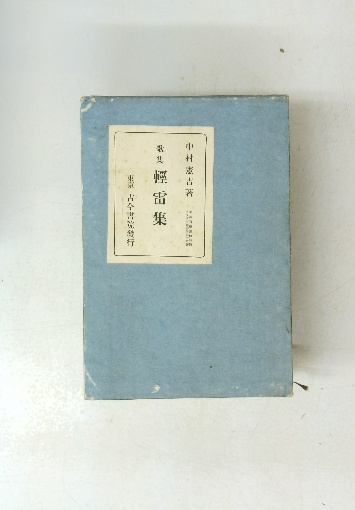 中村憲吉著
歌集 輕雷集
東京 古今書院發行